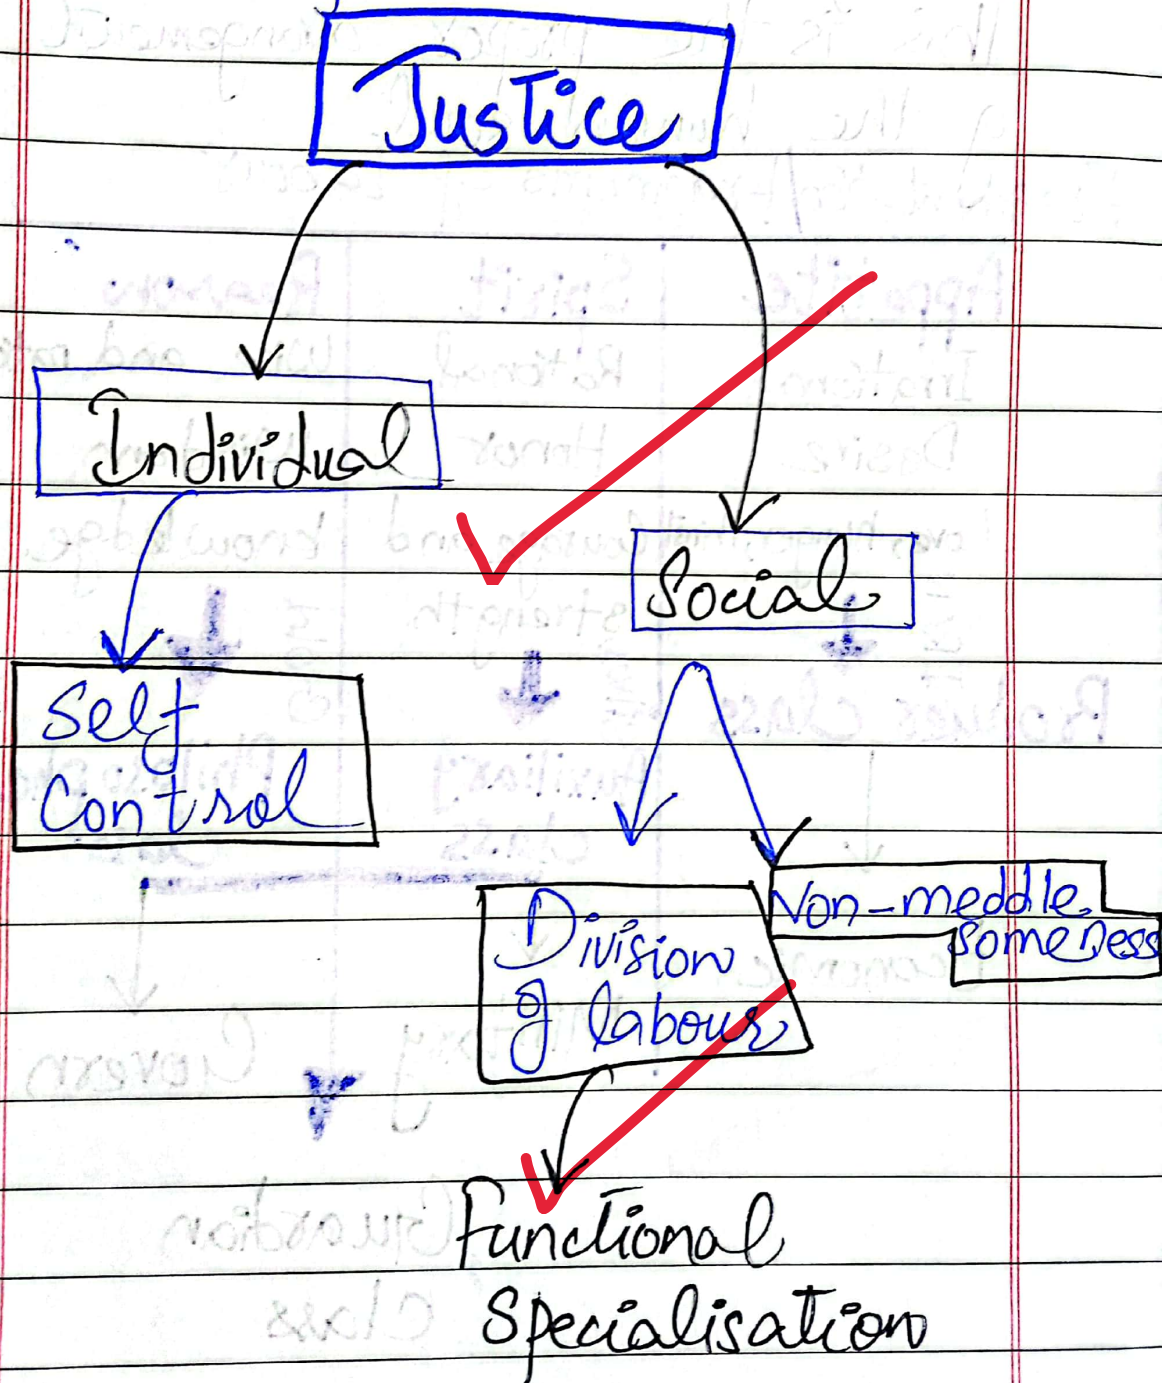 Justice
Individual
Social
Self
Control
Division
of labour
Non-meddle
someness
Functional
Specialisation